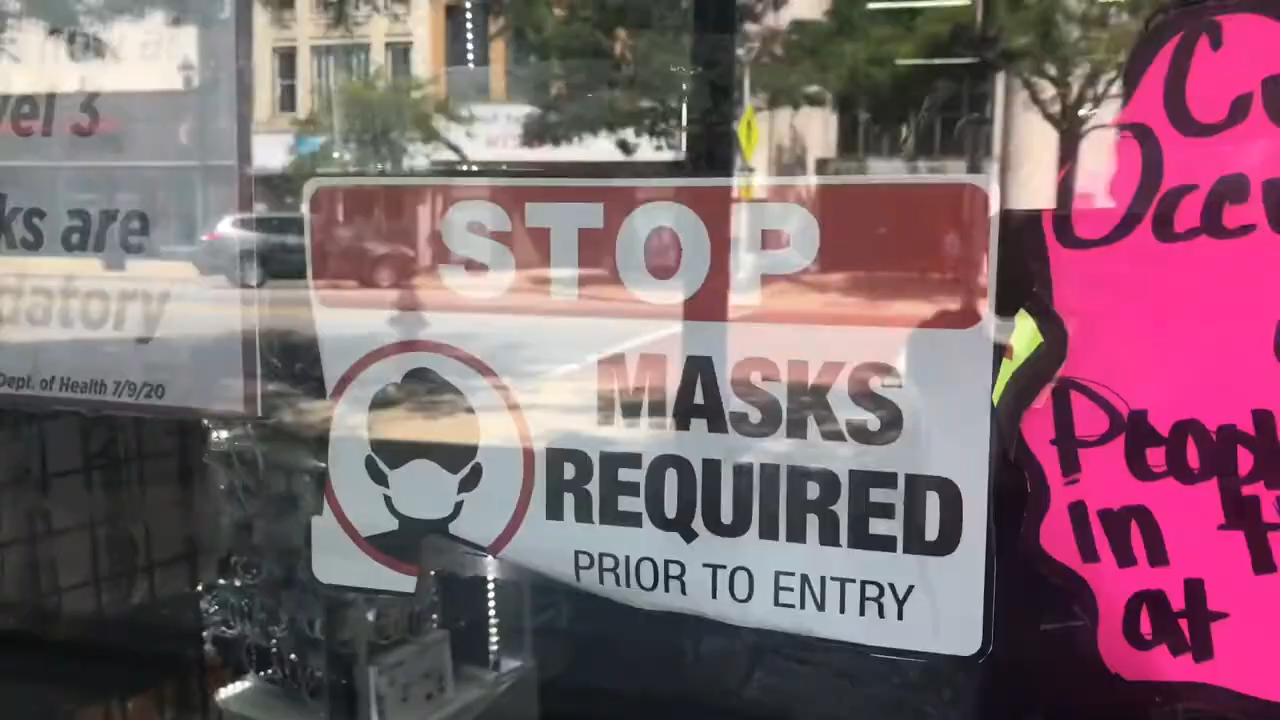 vel 3
ks are
datory
Dept. of Health 7/9/20
STOP
MASKS
REQUIRED
PRIOR TO ENTRY
Occu
Peopl
in t
at